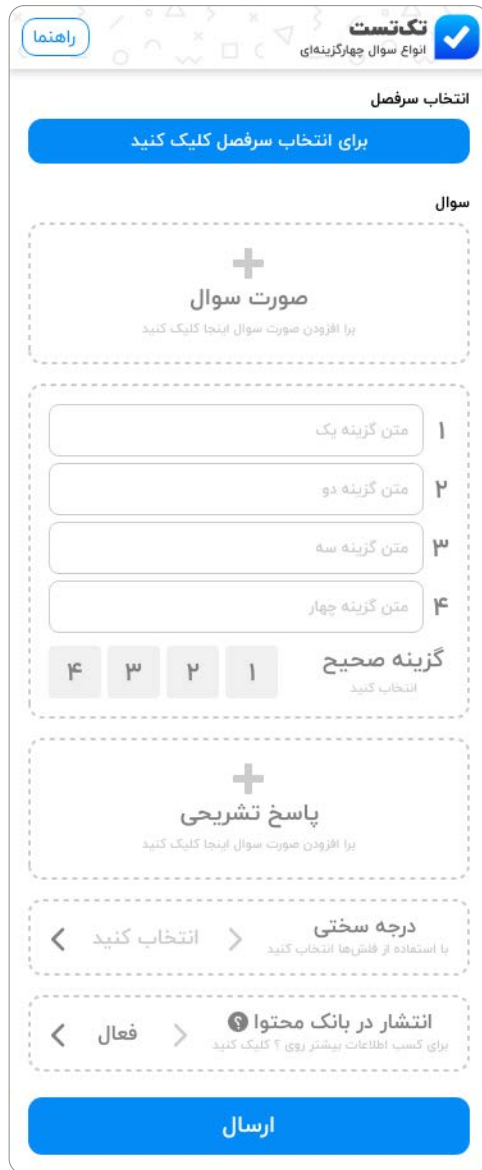 تک‌تست
انواع سوال چهارگزینه‌ای
راهنما
انتخاب سرفصل
برای انتخاب سرفصل کلیک کنید
سوال
صورت سوال
برا افزودن صورت سوال اینجا کلیک کنید
۱ متن گزینه یک
۲ متن گزینه دو
۳ متن گزینه سه
۴ متن گزینه چهار
گزینه صحیح ۱ ۲ ۳ ۴
انتخاب کنید
پاسخ تشریحی
برا افزودن صورت سوال اینجا کلیک کنید
درجه سختی انتخاب کنید
با استفاده از فلش‌ها انتخاب کنید
انتشار در بانک محتوا ؟ فعال
برای کسب اطلاعات بیشتر روی ؟ کلیک کنید
ارسال